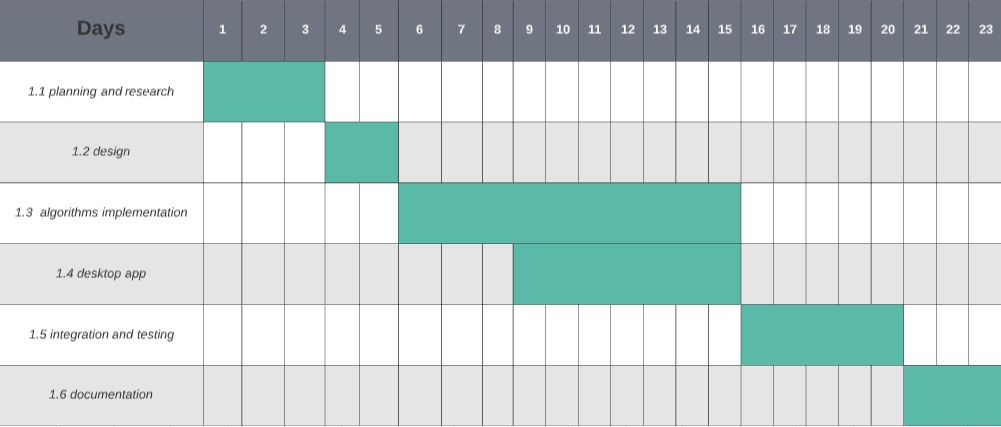 Days 1 2 3 4 5 6 7 8 9 10 11 12 13 14 15 16 17 18 19 20 21 22 23
1.1 planning and research
1.2 design
1.3 algorithms implementation
1.4 desktop app
1.5 integration and testing
1.6 documentation